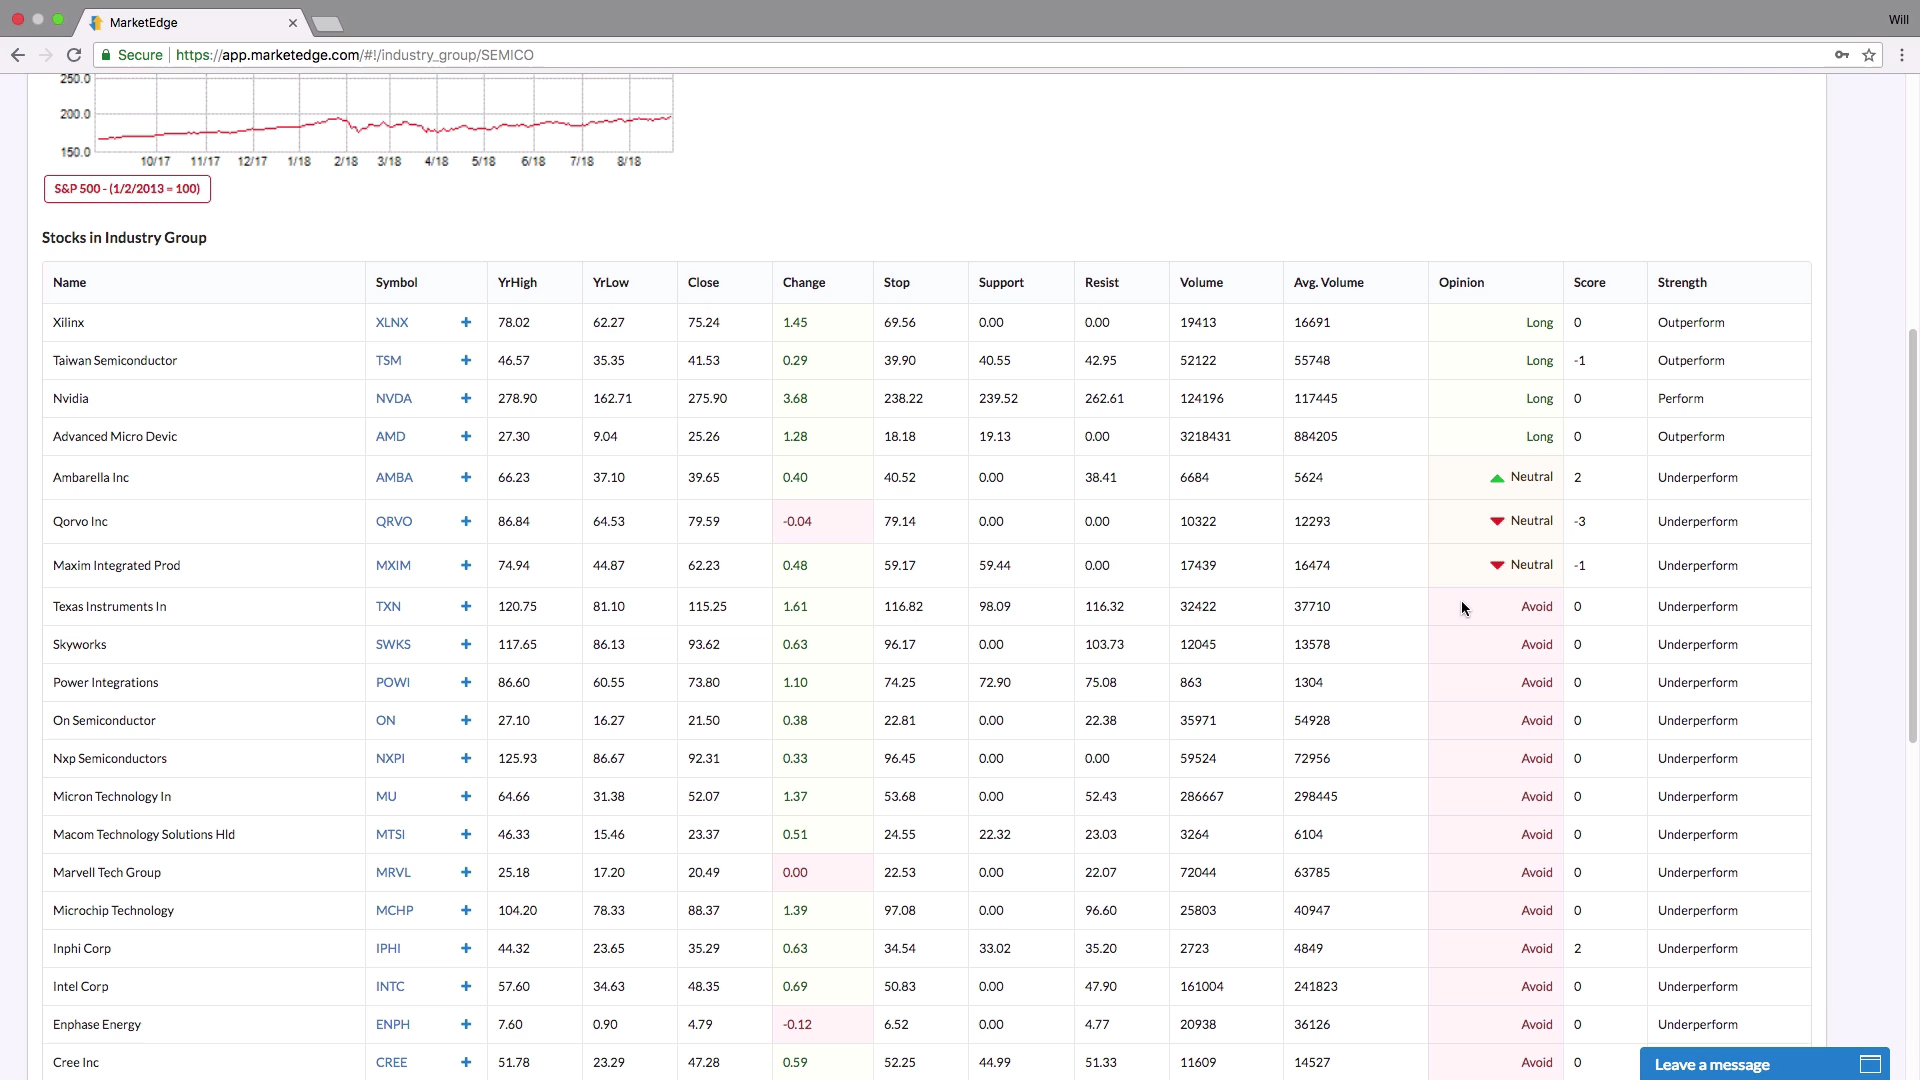 MarketEdge
Will
Secure https://app.marketedge.com/#!/industry_group/SEMICO
250.0
200.0
150.0
10/17 11/17 12/17 1/18 2/18 3/18 4/18 5/18 6/18 7/18 8/18
S&P 500 - (1/2/2013 = 100)
Stocks in Industry Group
Name Symbol YrHigh YrLow Close Change Stop Support Resist Volume Avg. Volume Opinion Score Strength
Xilinx XLNX + 78.02 62.27 75.24 1.45 69.56 0.00 0.00 19413 16691 Long 0 Outperform
Taiwan Semiconductor TSM + 46.57 35.35 41.53 0.29 39.90 40.55 42.95 52122 55748 Long -1 Outperform
Nvidia NVDA + 278.90 162.71 275.90 3.68 238.22 239.52 262.61 124196 117445 Long 0 Perform
Advanced Micro Devic AMD + 27.30 9.04 25.26 1.28 18.18 19.13 0.00 3218431 884205 Long 0 Outperform
Ambarella Inc AMBA + 66.23 37.10 39.65 0.40 40.52 0.00 38.41 6684 5624 Neutral 2 Underperform
Qorvo Inc QRVO + 86.84 64.53 79.59 -0.04 79.14 0.00 0.00 10322 12293 Neutral -3 Underperform
Maxim Integrated Prod MXIM + 74.94 44.87 62.23 0.48 59.17 59.44 0.00 17439 16474 Neutral -1 Underperform
Texas Instruments In TXN + 120.75 81.10 115.25 1.61 116.82 98.09 116.32 32422 37710 Avoid 0 Underperform
Skyworks SWKS + 117.65 86.13 93.62 0.63 96.17 0.00 103.73 12045 13578 Avoid 0 Underperform
Power Integrations POWI + 86.60 60.55 73.80 1.10 74.25 72.90 75.08 863 1304 Avoid 0 Underperform
On Semiconductor ON + 27.10 16.27 21.50 0.38 22.81 0.00 22.38 35971 54928 Avoid 0 Underperform
Nxp Semiconductors NXPI + 125.93 86.67 92.31 0.33 96.45 0.00 0.00 59524 72956 Avoid 0 Underperform
Micron Technology In MU + 64.66 31.38 52.07 1.37 53.68 0.00 52.43 286667 298445 Avoid 0 Underperform
Macom Technology Solutions Hld MTSI + 46.33 15.46 23.37 0.51 24.55 22.32 23.03 3264 6104 Avoid 0 Underperform
Marvell Tech Group MRVL + 25.18 17.20 20.49 0.00 22.53 0.00 22.07 72044 63785 Avoid 0 Underperform
Microchip Technology MCHP + 104.20 78.33 88.37 1.39 97.08 0.00 96.60 25803 40947 Avoid 0 Underperform
Inphi Corp IPHI + 44.32 23.65 35.29 0.63 34.54 33.02 35.20 2723 4849 Avoid 2 Underperform
Intel Corp INTC + 57.60 34.63 48.35 0.69 50.83 0.00 47.90 161004 241823 Avoid 0 Underperform
Enphase Energy ENPH + 7.60 0.90 4.79 -0.12 6.52 0.00 4.77 20938 36126 Avoid 0 Underperform
Cree Inc CREE + 51.78 23.29 47.28 0.59 52.25 44.99 51.33 11609 14527 Avoid 0
Leave a message